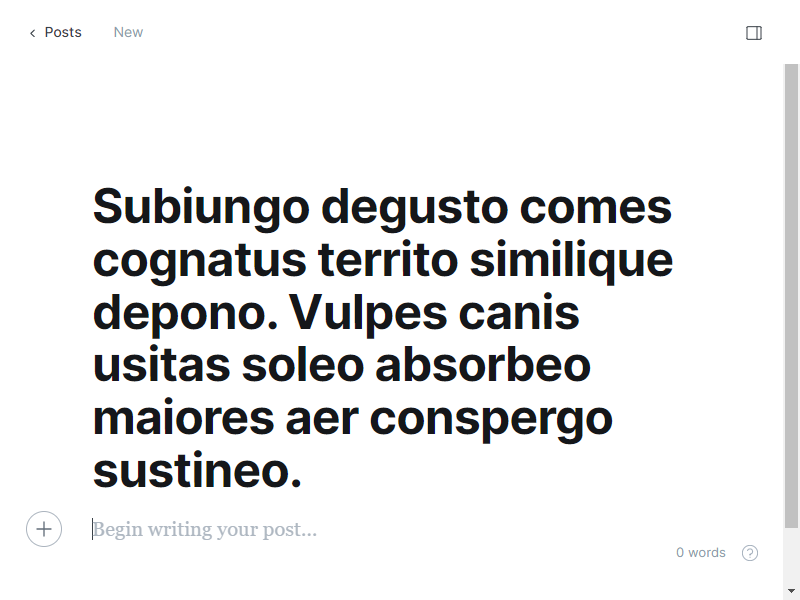 Posts New
Subiungo degusto comes
cognatus territo similique
depono. Vulpes canis
usitas soleo absorbeo
maiores aer conspergo
sustineo.
Begin writing your post...
0 words